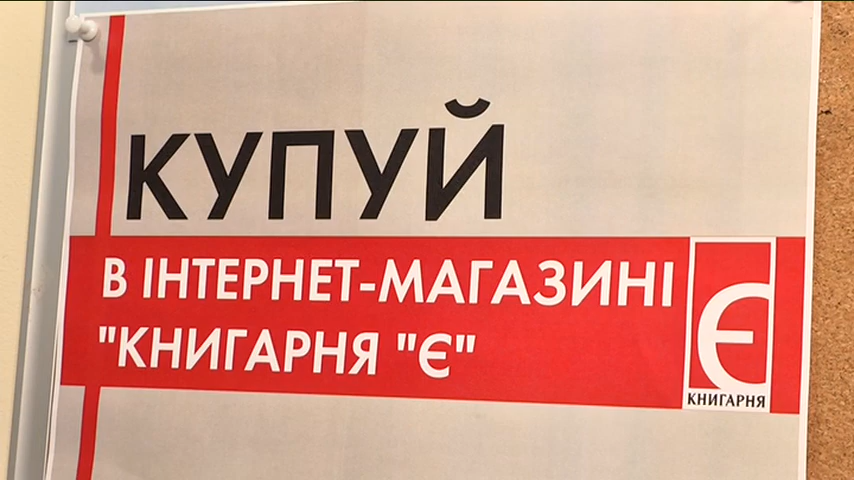 КУПУЙ
В ІНТЕРНЕТ-МАГАЗИНІ
"КНИГАРНЯ "Є"
Є
КНИГАРНЯ